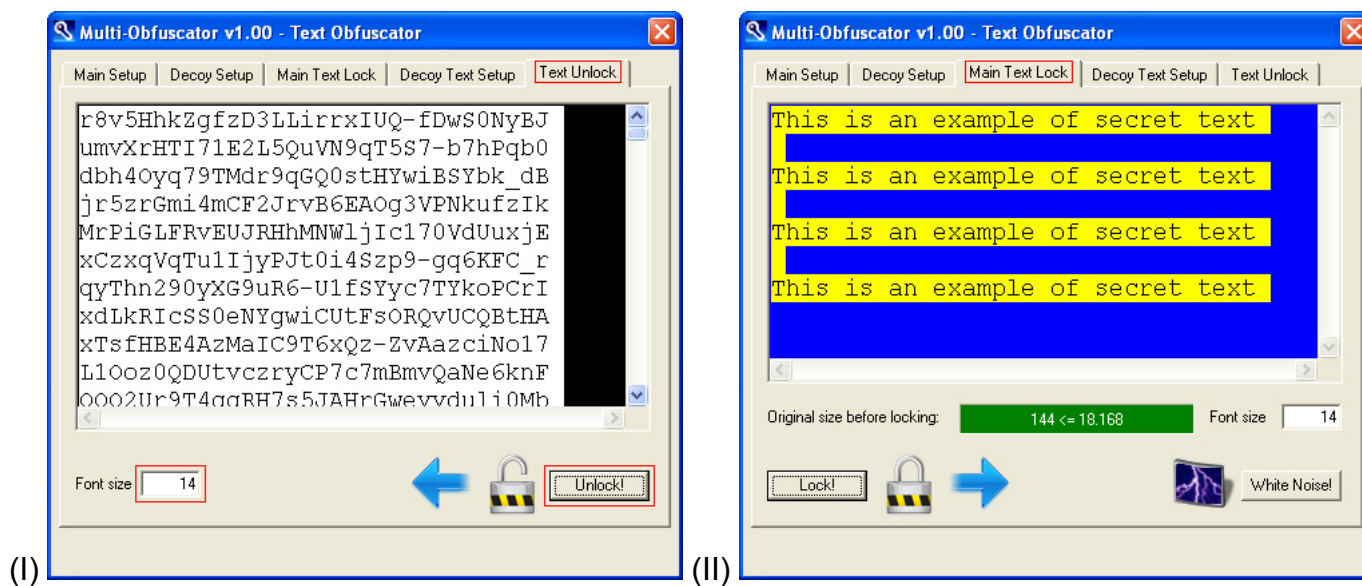 Multi-Obfuscator v1.00 - Text Obfuscator
Main Setup Decoy Setup Main Text Lock Decoy Text Setup Text Unlock
r8v5HhkZgfzD3LLirrxIUQ-fDwS0NyBJ
umvXrHTI71E2L5QuVN9qT5S7-b7hPqb0
dbh4Oyq79TMdr9qGQ0stHYwiBSYbk_dB
jr5zrGmi4mCF2JrvB6EAOg3VPNkufzIk
MrPiGLFRvEUJRHhMNWljIc170VdUuxjE
xCzxqVqTu1IjyPJt0i4Szp9-gq6KFC_r
qyThn290yXG9uR6-U1fSYyc7TYkoPCrI
xdLkRIcSS0eNYgwiCUtFsORQvUCQBtHA
xTsfHBE4AzMaIC9T6xQz-ZvAazciNo17
L1Ooz0QDUtvczryCP7c7mBmvQaNe6knF
Font size 14
Unlock!
(I)
Multi-Obfuscator v1.00 - Text Obfuscator
Main Setup Decoy Setup Main Text Lock Decoy Text Setup Text Unlock
This is an example of secret text
This is an example of secret text
This is an example of secret text
This is an example of secret text
Original size before locking: 144 <= 18.168 Font size 14
Lock! White Noise!
(II)